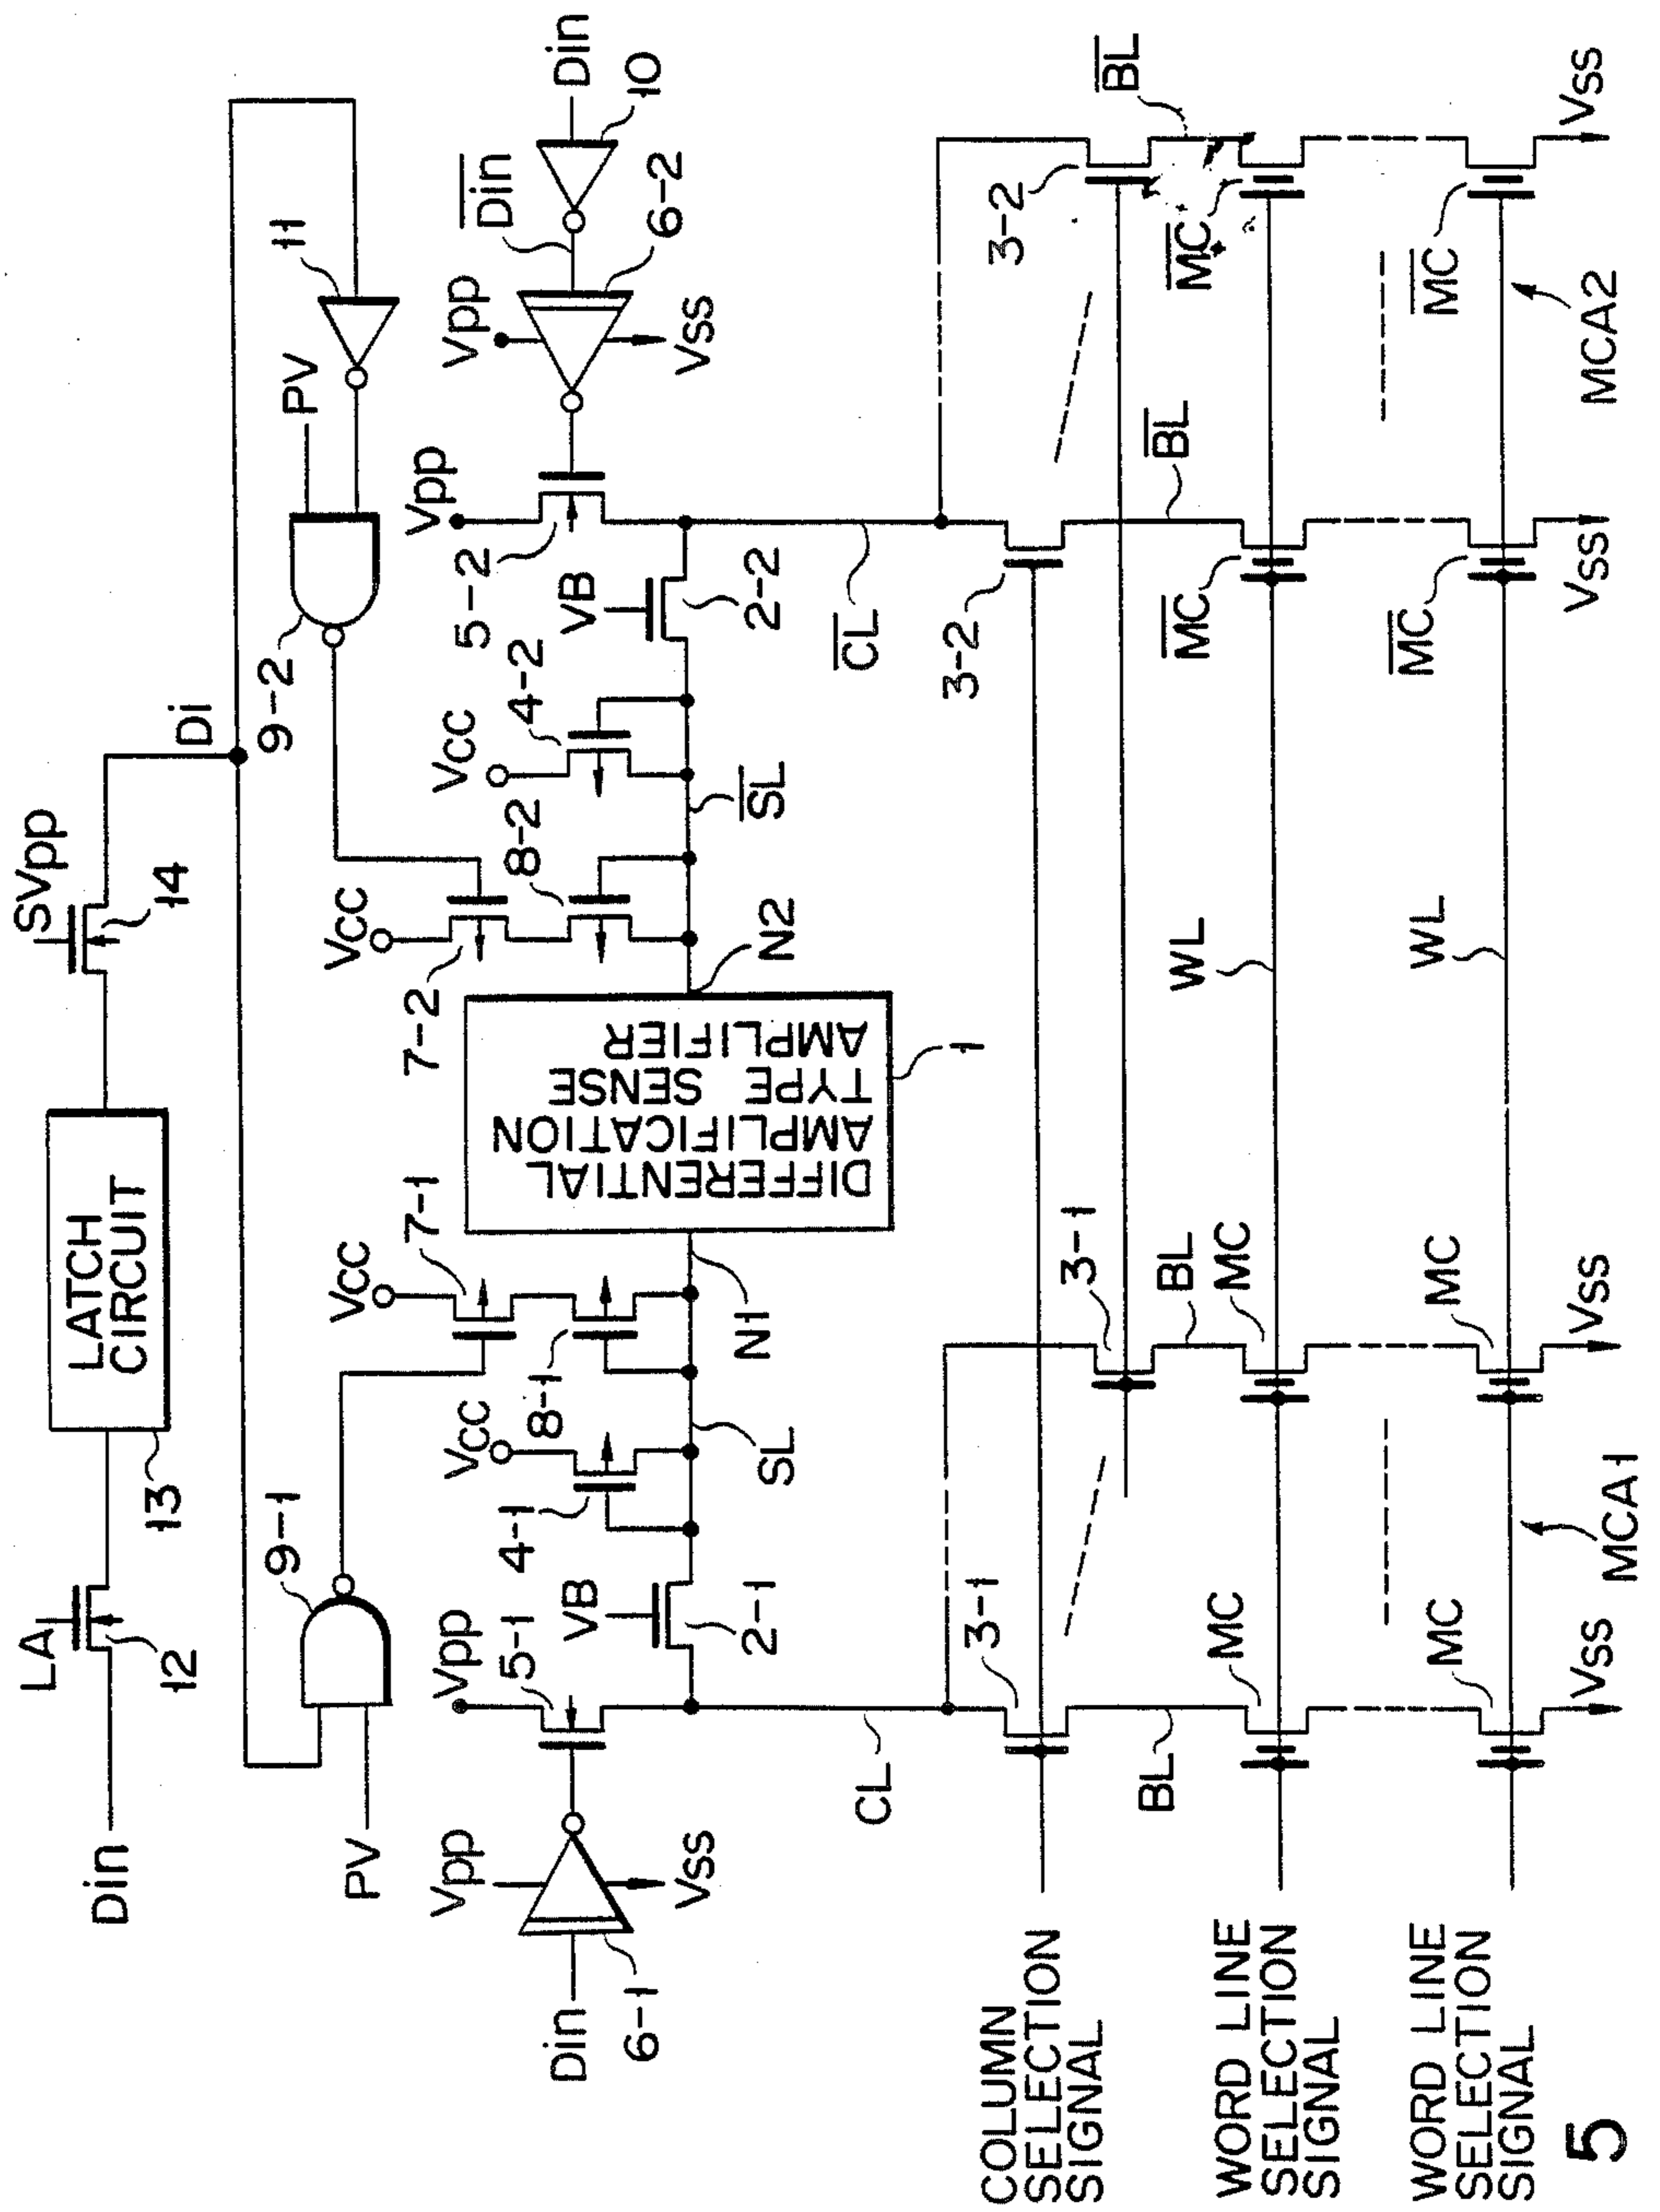 LA
SVpp
Din
12
LATCH
CIRCUIT
13
14
Di
9-1
PV
9-2
PV
11
Vpp
5-1
Din
6-1
Vss
VB
2-1
Vcc
4-1
SL
Vcc
7-1
8-1
N1
DIFFERENTIAL
AMPLIFICATION
TYPE SENSE
AMPLIFIER
1
Vcc
7-2
8-2
N2
Vcc
4-2
SL
VB
2-2
Vpp
5-2
Vpp
Vss
6-2
Din
10
Din
Vpp
CL
CL
COLUMN
SELECTION
SIGNAL
3-1
3-1
3-2
3-2
BL
BL
BL
BL
WORD LINE
SELECTION
SIGNAL
MC
MC
WL
MC
MC
WORD LINE
SELECTION
SIGNAL
MC
MC
WL
MC
MC
Vss
MCA1
Vss
Vss
MCA2
Vss
5